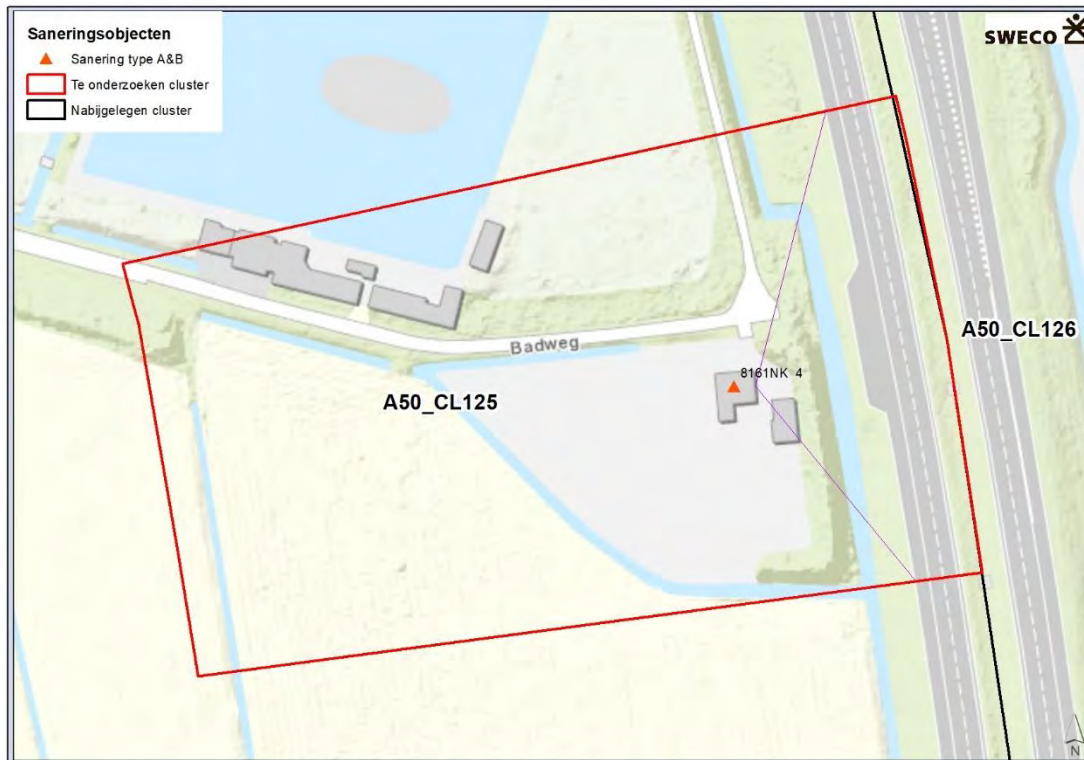 Saneringsobjecten
Sanering type A&B
Te onderzoeken cluster
Nabijgelegen cluster
SWECO
A50_CL126
Badweg
8161NK 4
A50_CL125
N